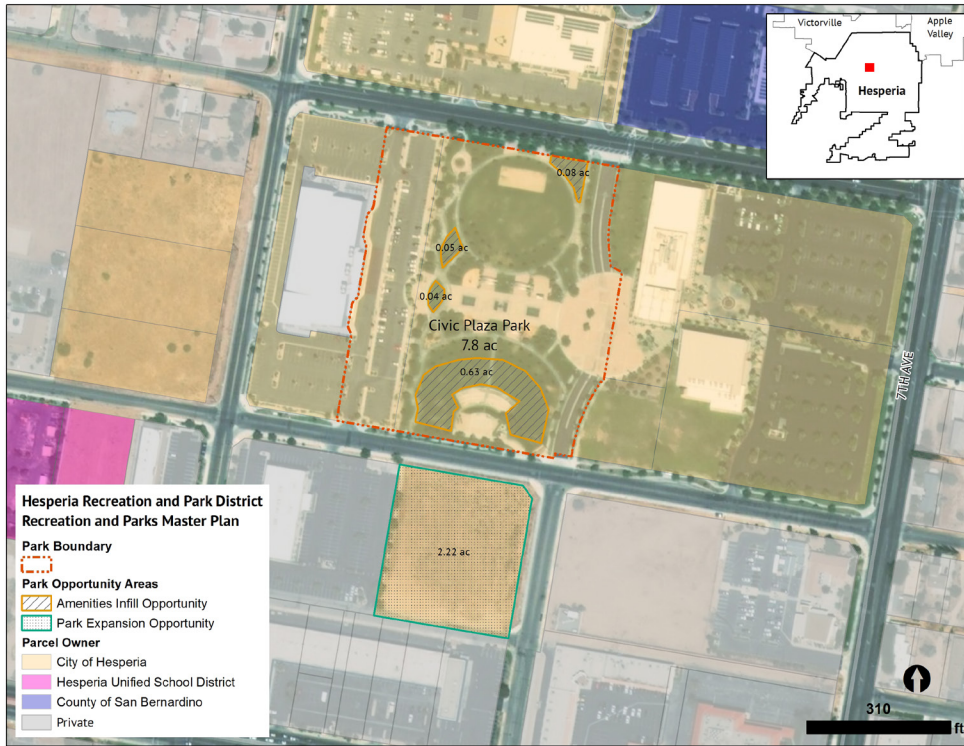 Victorville
Apple
Valley
Hesperia
0.08 ac
0.05 ac
0.04 ac
Civic Plaza Park
7.8 ac
0.63 ac
7TH AVE
2.22 ac
Hesperia Recreation and Park District
Recreation and Parks Master Plan
Park Boundary
Park Opportunity Areas
Amenities Infill Opportunity
Park Expansion Opportunity
Parcel Owner
City of Hesperia
Hesperia Unified School District
County of San Bernardino
Private
310
ft